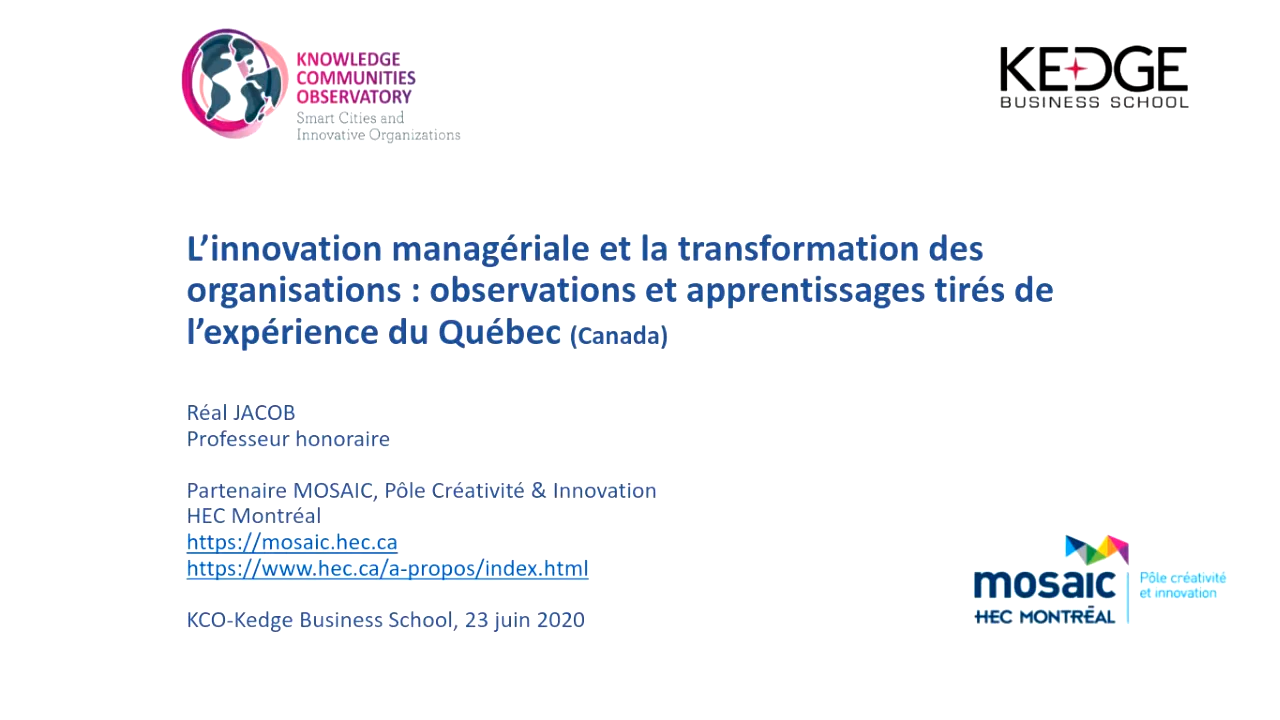 KNOWLEDGE
COMMUNITIES
OBSERVATORY
Smart Cities and
Innovative Organizations
KEDGE
BUSINESS SCHOOL
L’innovation managériale et la transformation des
organisations : observations et apprentissages tirés de
l’expérience du Québec (Canada)
Réal JACOB
Professeur honoraire
Partenaire MOSAIC, Pôle Créativité & Innovation
HEC Montréal
https://mosaic.hec.ca
https://www.hec.ca/a-propos/index.html
KCO-Kedge Business School, 23 juin 2020
mosaic
HEC MONTRÉAL
Pôle créativité
et innovation